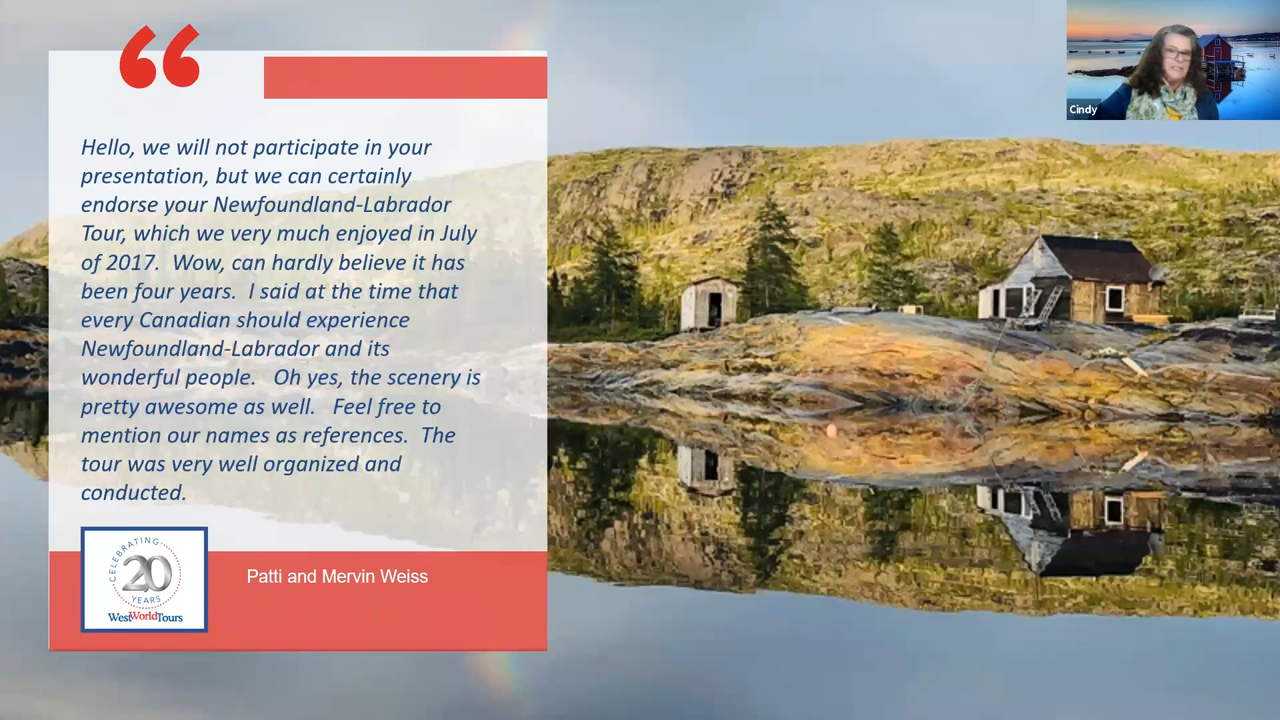 Cindy
Hello, we will not participate in your
presentation, but we can certainly
endorse your Newfoundland-Labrador
Tour, which we very much enjoyed in July
of 2017.  Wow, can hardly believe it has
been four years.  I said at the time that
every Canadian should experience
Newfoundland-Labrador and its
wonderful people.   Oh yes, the scenery is
pretty awesome as well.   Feel free to
mention our names as references.  The
tour was very well organized and
conducted.
CELEBRATING
20
YEARS
WestWorldTours
Patti and Mervin Weiss